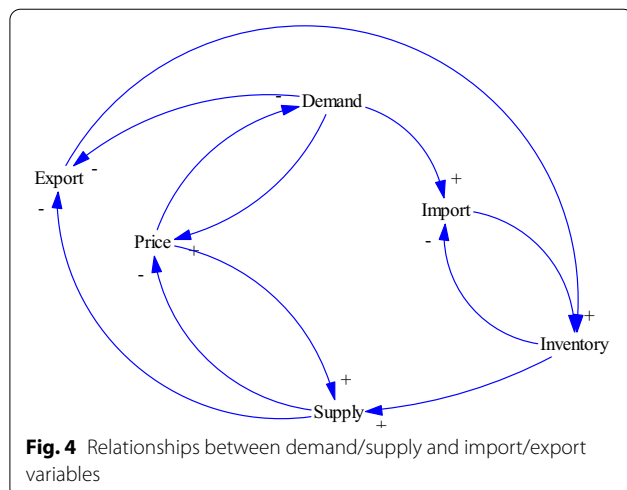 - Demand
-
Export
-
+
Import
-
Price
+
-
+
Inventory
+
Supply
+
Fig. 4 Relationships between demand/supply and import/export
variables